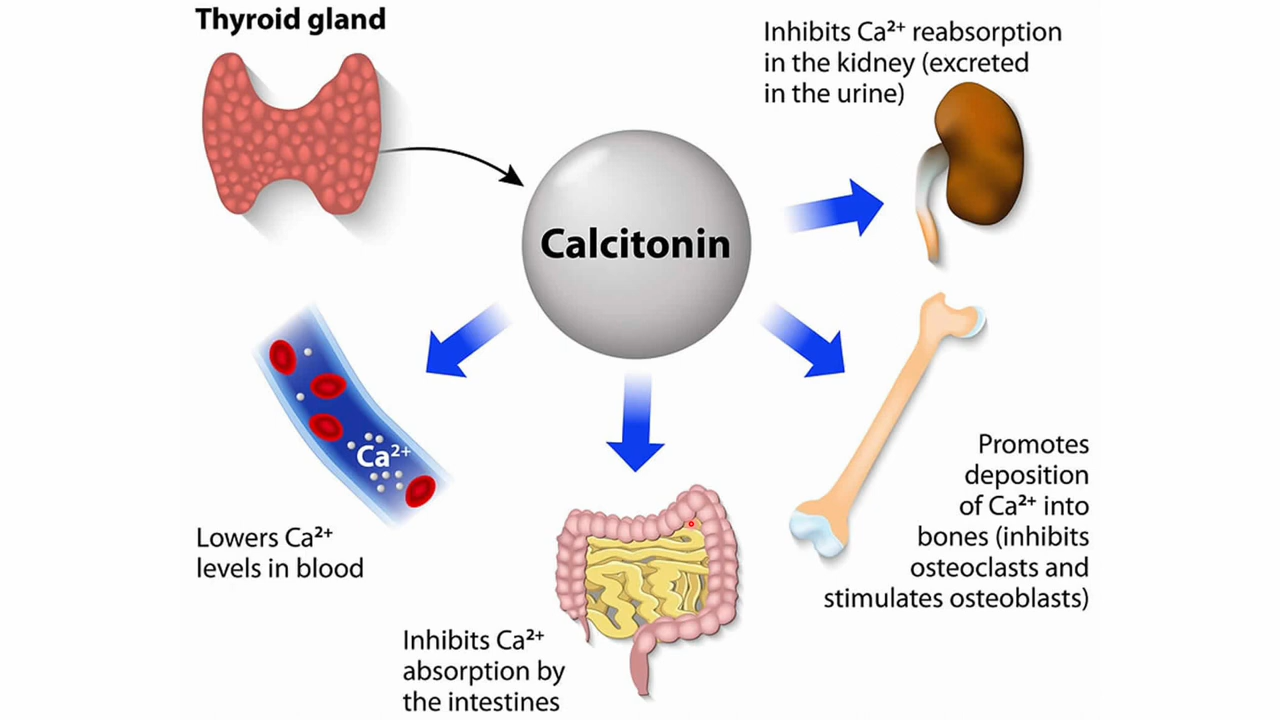 Thyroid gland
Inhibits Ca²⁺ reabsorption
in the kidney (excreted
in the urine)
Calcitonin
Ca²⁺
Lowers Ca²⁺
levels in blood
Inhibits Ca²⁺
absorption by
the intestines
Promotes
deposition
of Ca²⁺ into
bones (inhibits
osteoclasts and
stimulates osteoblasts)